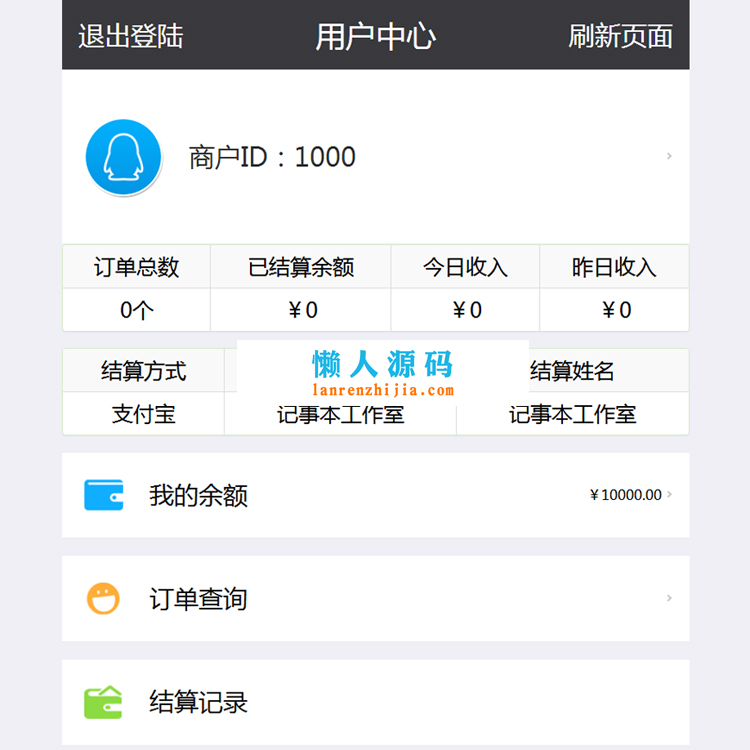 退出登陆 用户中心 刷新页面
商户ID：1000
订单总数 已结算余额 今日收入 昨日收入
0个 ￥0 ￥0 ￥0
结算方式 结算姓名
懒人源码
lanrenzhijia.com
支付宝 记事本工作室 记事本工作室
我的余额 ￥10000.00
订单查询
结算记录